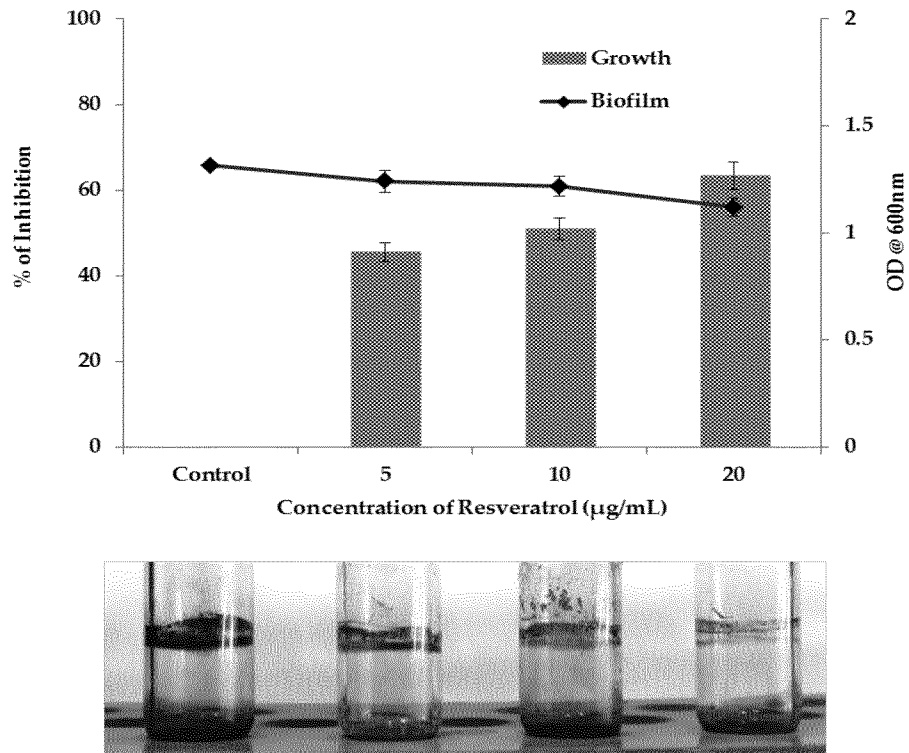 100
80
60
40
20
0
% of Inhibition
Growth
Biofilm
2
1.5
1
0.5
0
OD @ 600nm
Control 5 10 20
Concentration of Resveratrol (µg/mL)